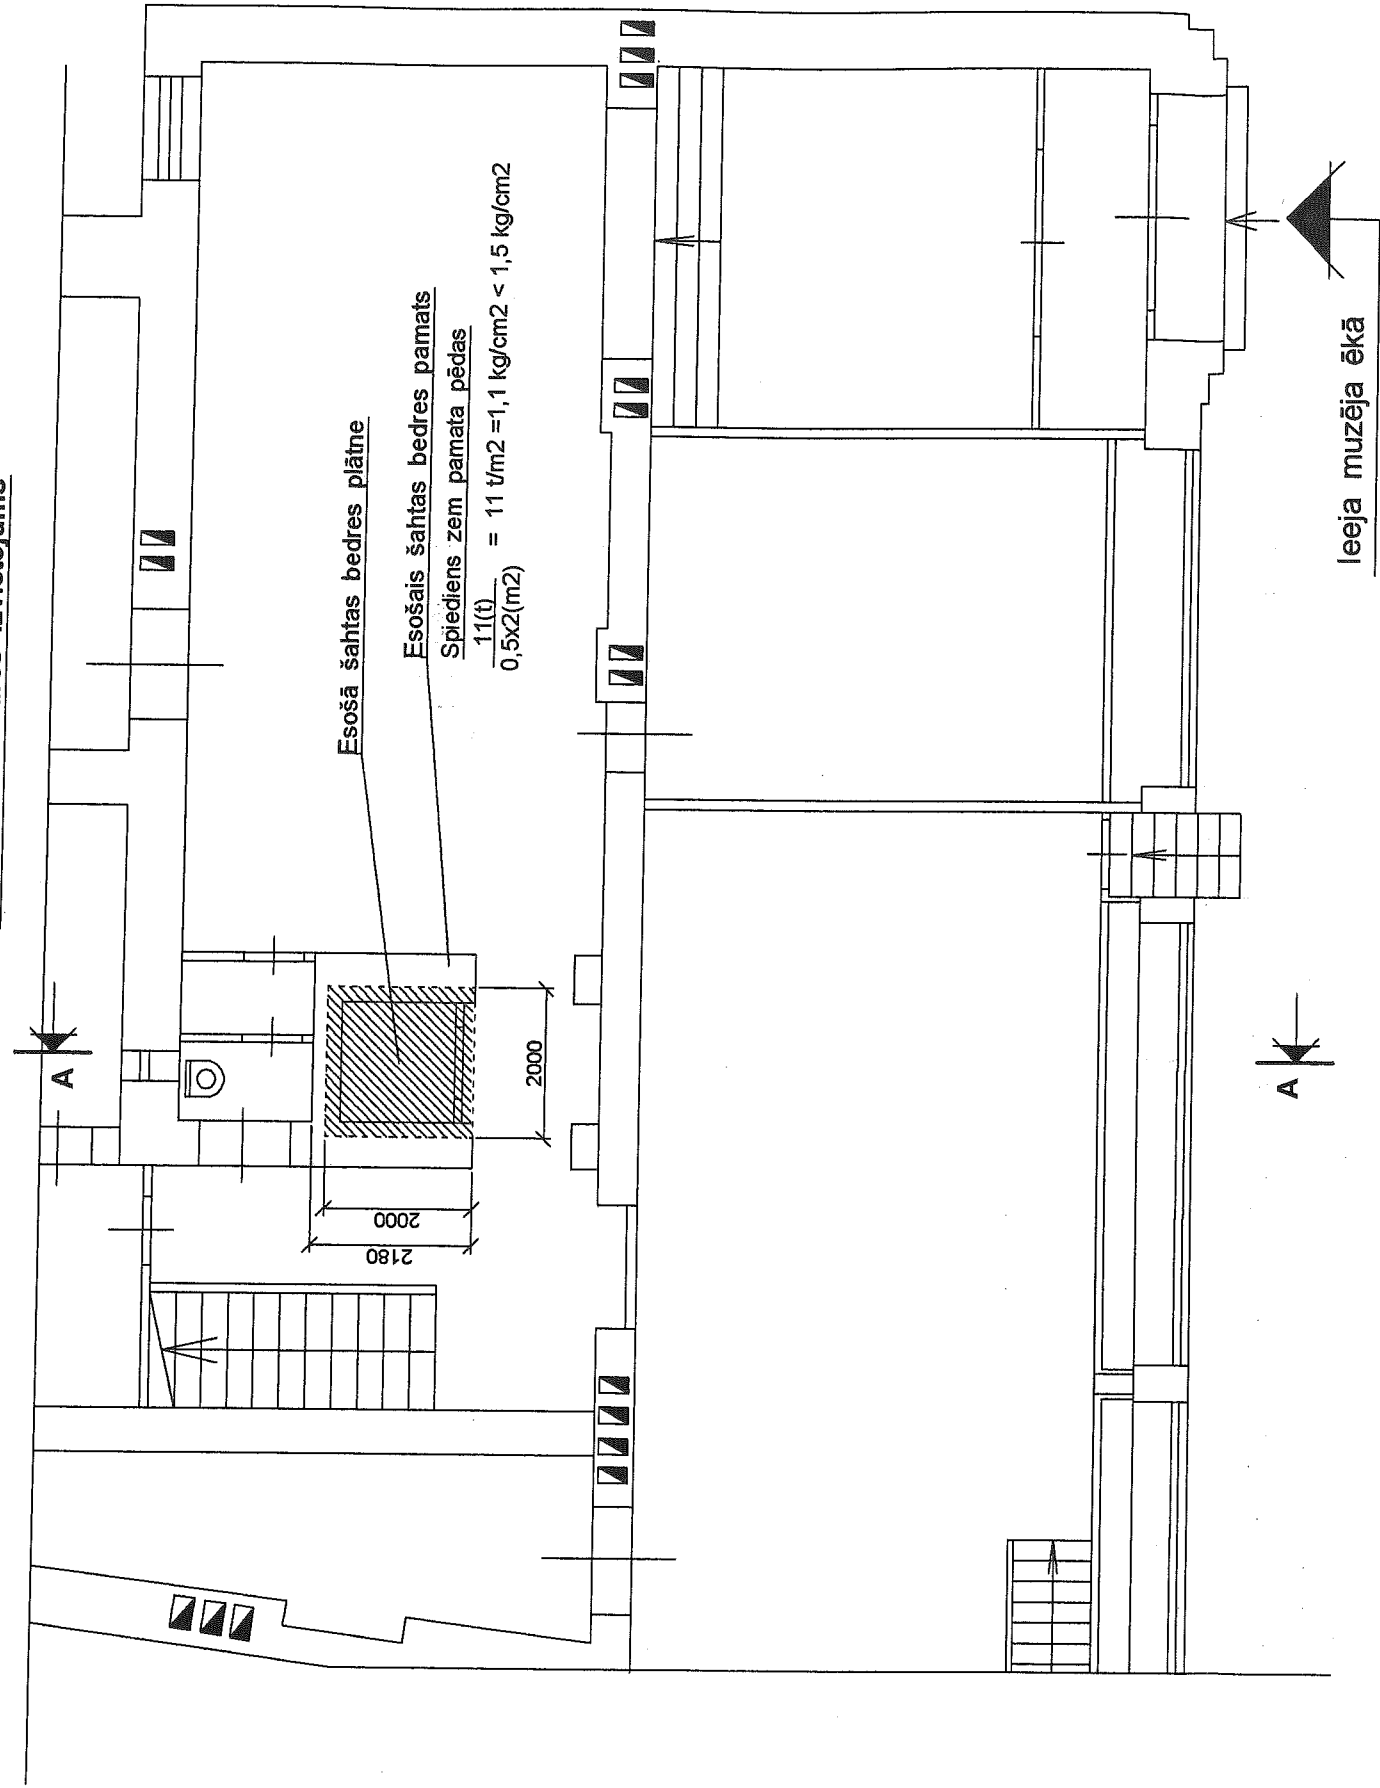 Esošā šahtas bedres plātne
Esošais šahtas bedres pamats
Spiediens zem pamata pēdas
11(t)
0,5x2(m2)
= 11 t/m2 =1,1 kg/cm2 < 1,5 kg/cm2
A
2000
2000
2180
A
Ieeja muzēja ēkā